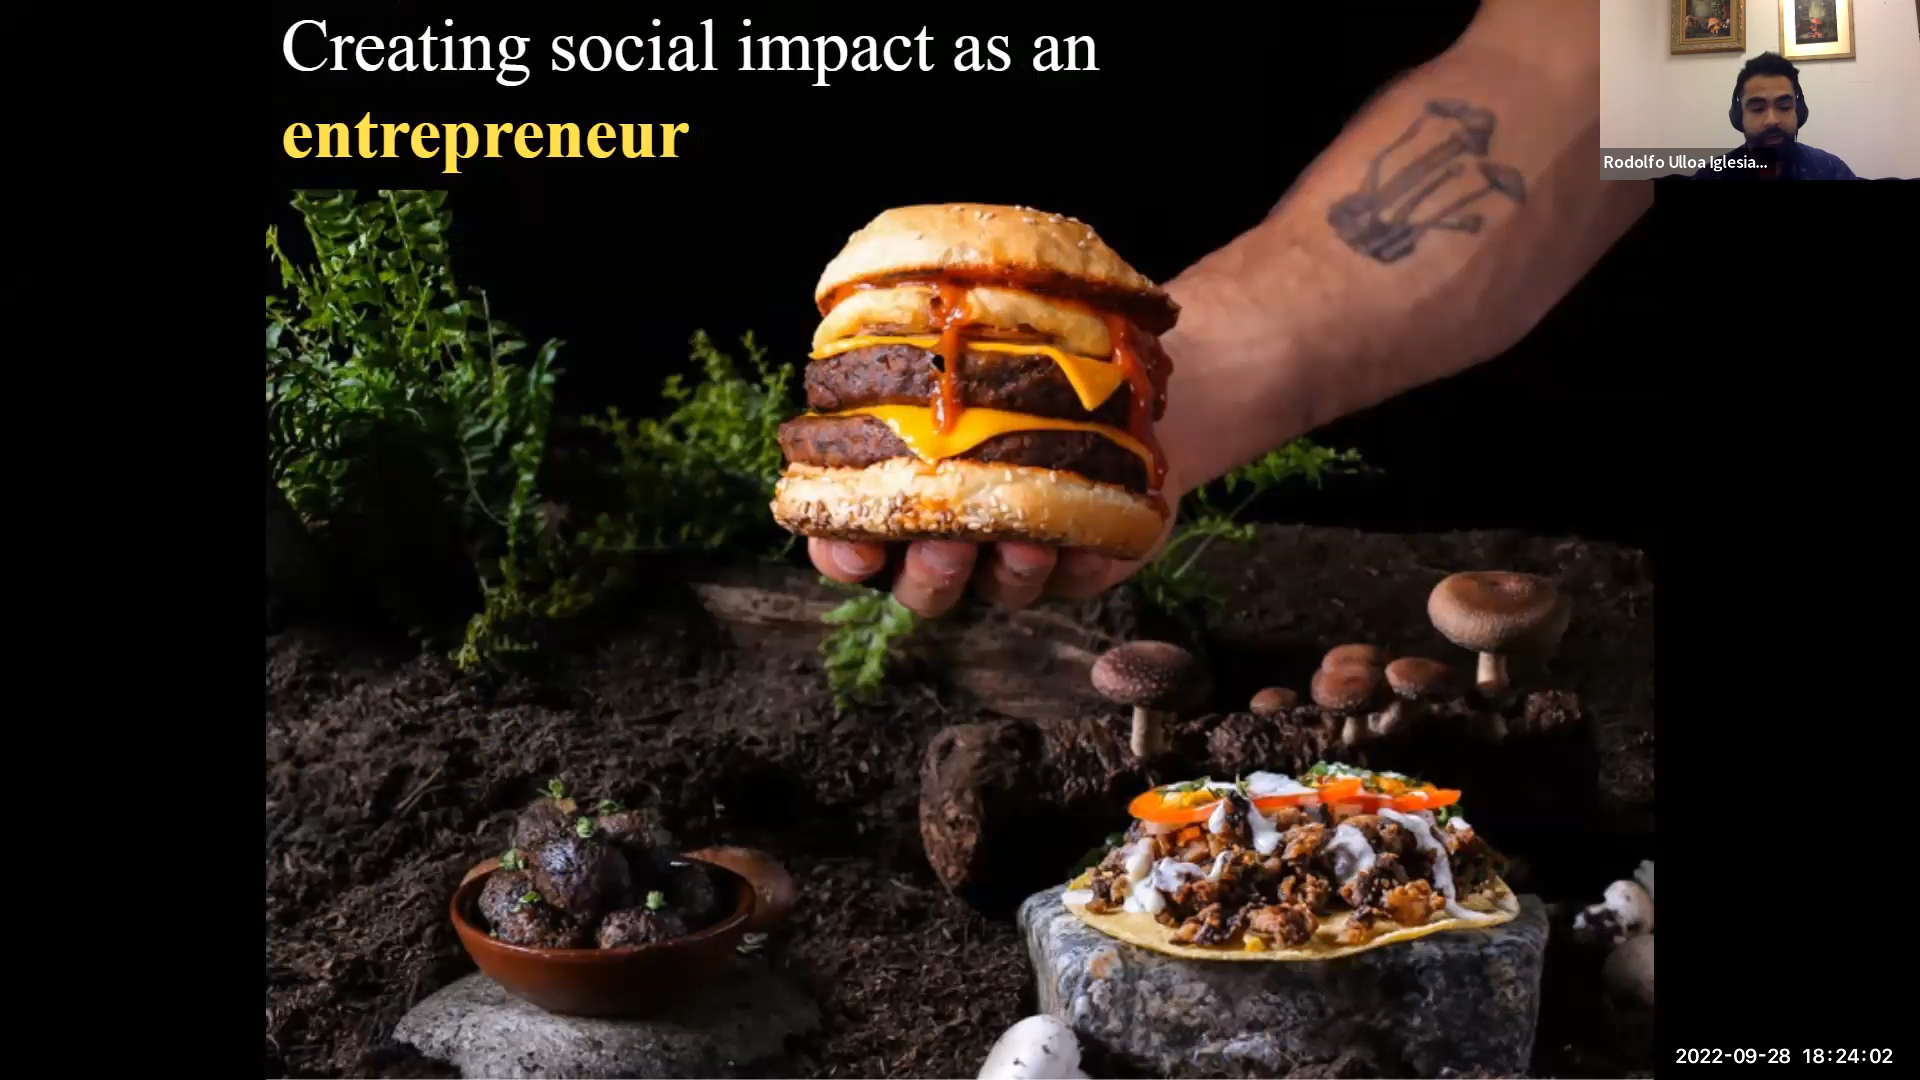 Creating social impact as an
entrepreneur
Rodolfo Ulloa Iglesia...
2022-09-28 18:24:02